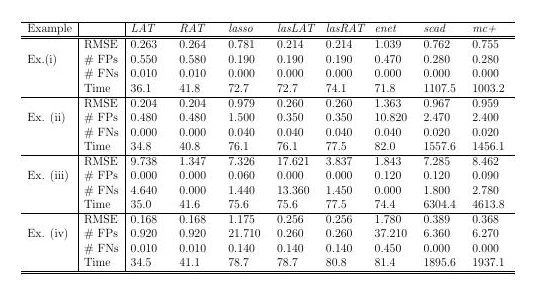 Example LAT RAT lasso lasLAT lasRAT enet scad mc+
RMSE 0.263 0.264 0.781 0.214 0.214 1.039 0.762 0.755
Ex.(i) # FPs 0.550 0.580 0.190 0.190 0.190 0.470 0.280 0.280
# FNs 0.010 0.010 0.000 0.000 0.000 0.000 0.000 0.000
Time 36.1 41.8 72.7 72.7 74.1 71.8 1107.5 1003.2
RMSE 0.204 0.204 0.979 0.260 0.260 1.363 0.967 0.959
Ex. (ii) # FPs 0.480 0.480 1.500 0.350 0.350 10.820 2.470 2.400
# FNs 0.000 0.000 0.040 0.040 0.040 0.040 0.020 0.020
Time 34.8 40.8 76.1 76.1 77.5 82.0 1557.6 1456.1
RMSE 9.738 1.347 7.326 17.621 3.837 1.843 7.285 8.462
Ex. (iii) # FPs 0.000 0.000 0.060 0.000 0.000 0.120 0.120 0.090
# FNs 4.640 0.000 1.440 13.360 1.450 0.000 1.800 2.780
Time 35.0 41.6 75.6 75.6 77.5 74.4 6304.4 4613.8
RMSE 0.168 0.168 1.175 0.256 0.256 1.780 0.389 0.368
Ex. (iv) # FPs 0.920 0.920 21.710 0.260 0.260 37.210 6.360 6.270
# FNs 0.010 0.010 0.140 0.140 0.140 0.450 0.000 0.000
Time 34.5 41.1 78.7 78.7 80.8 81.4 1895.6 1937.1